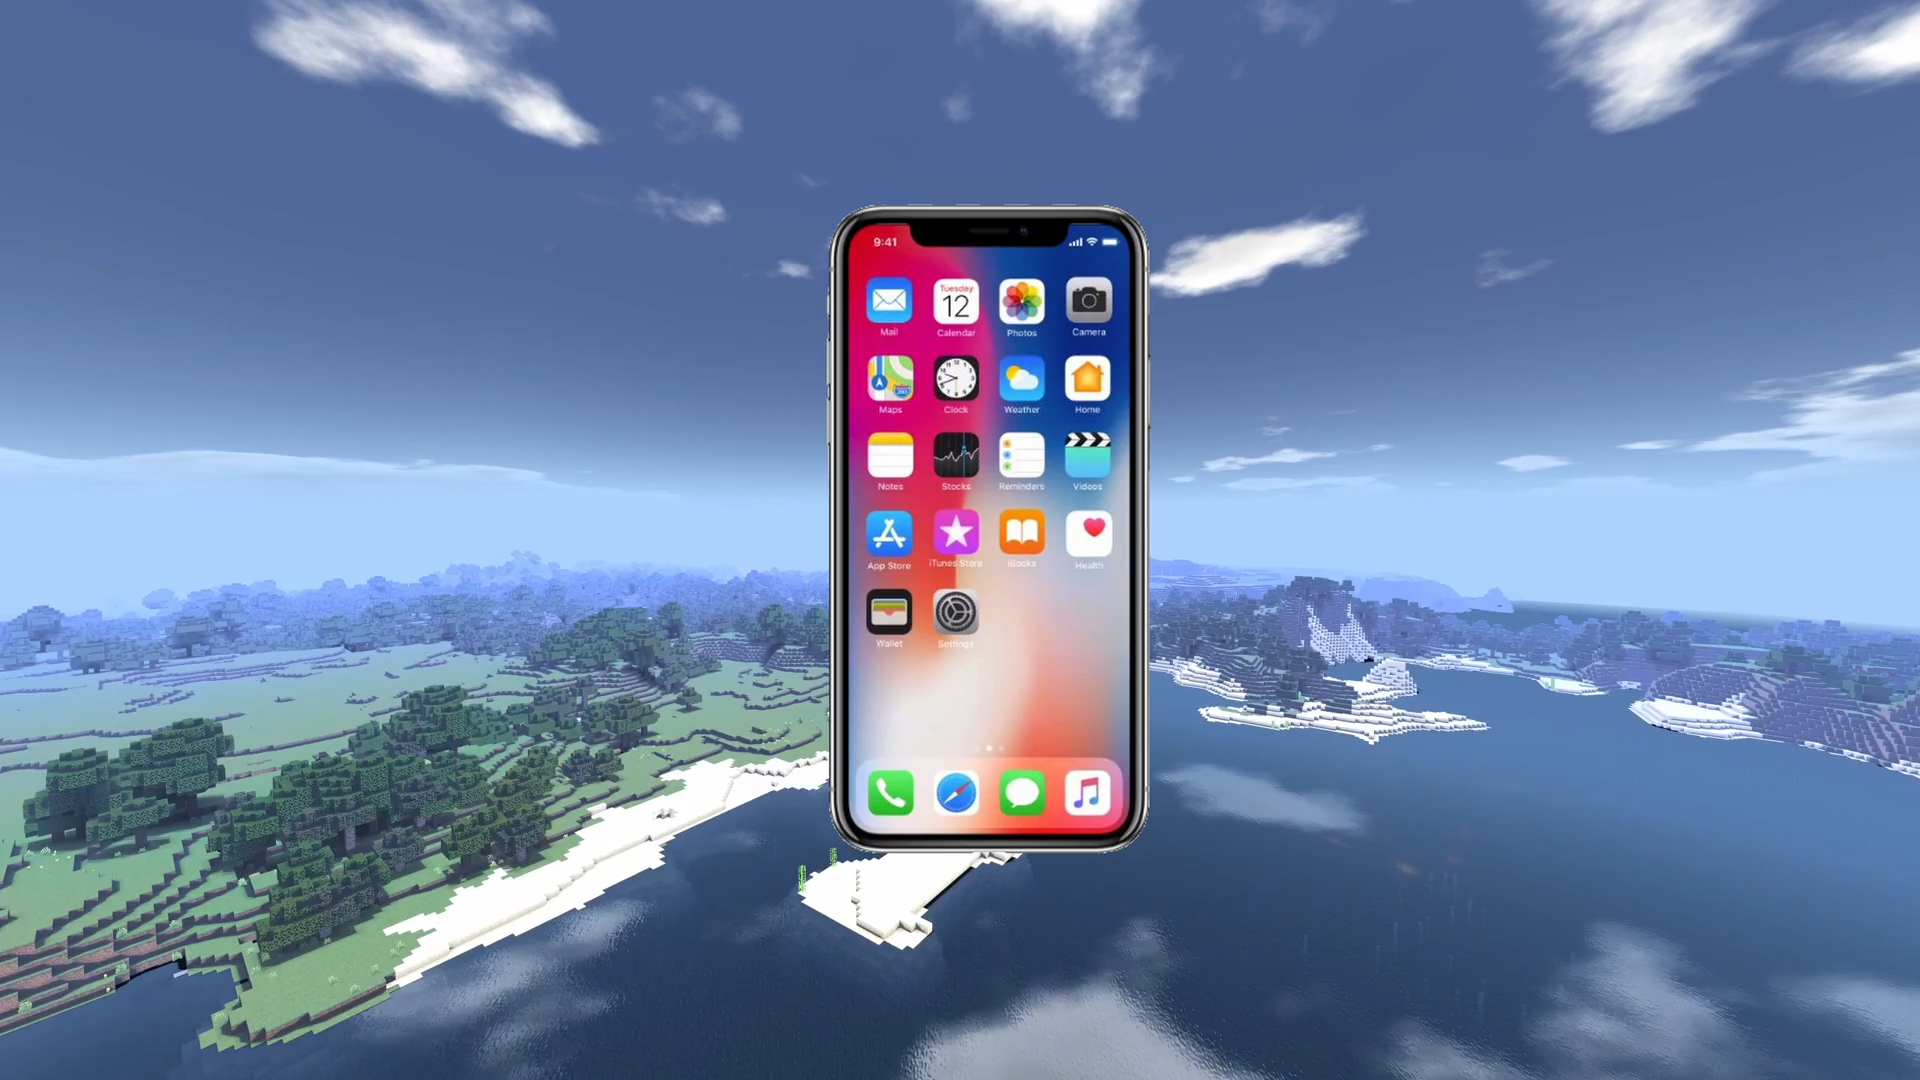 9:41
Tuesday
12
Mail
Calendar
Photos
Camera
280
Maps
Clock
Weather
Home
Notes
Stocks
Reminders
Videos
App Store
iTunes Store
iBooks
Health
Wallet
Settings